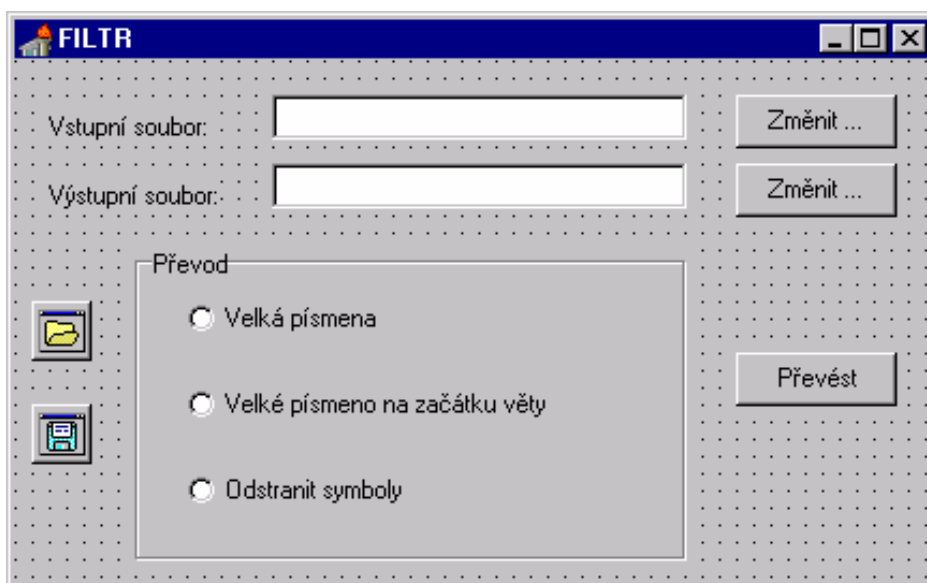 FILTR
Vstupní soubor:
Změnit ...
Výstupní soubor:
Změnit ...
Převod
Velká písmena
Velké písmeno na začátku věty
Odstranit symboly
Převést